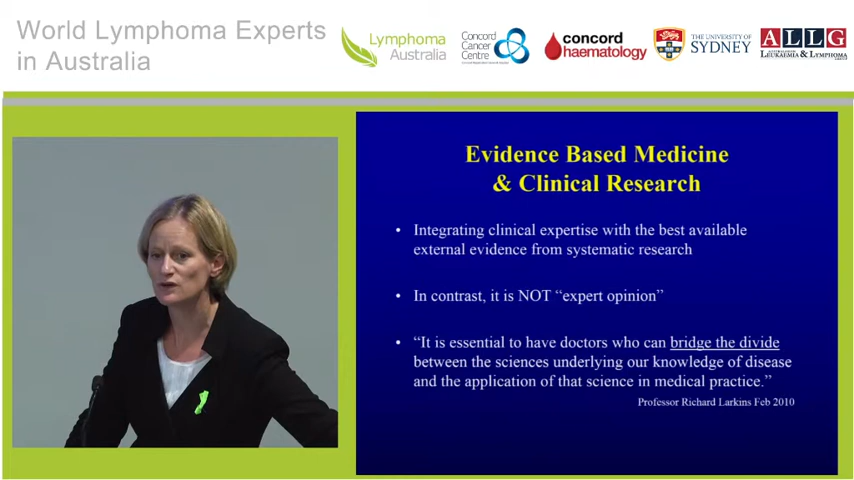 World Lymphoma Experts
in Australia
Lymphoma
Australia
Concord
Cancer
Centre
concord
haematology
THE UNIVERSITY OF
SYDNEY
ALLG
LEUKAEMIA & LYMPHOMA
Evidence Based Medicine
& Clinical Research
• Integrating clinical expertise with the best available
external evidence from systematic research
• In contrast, it is NOT “expert opinion”
• “It is essential to have doctors who can bridge the divide
between the sciences underlying our knowledge of disease
and the application of that science in medical practice.”
Professor Richard Larkins Feb 2010